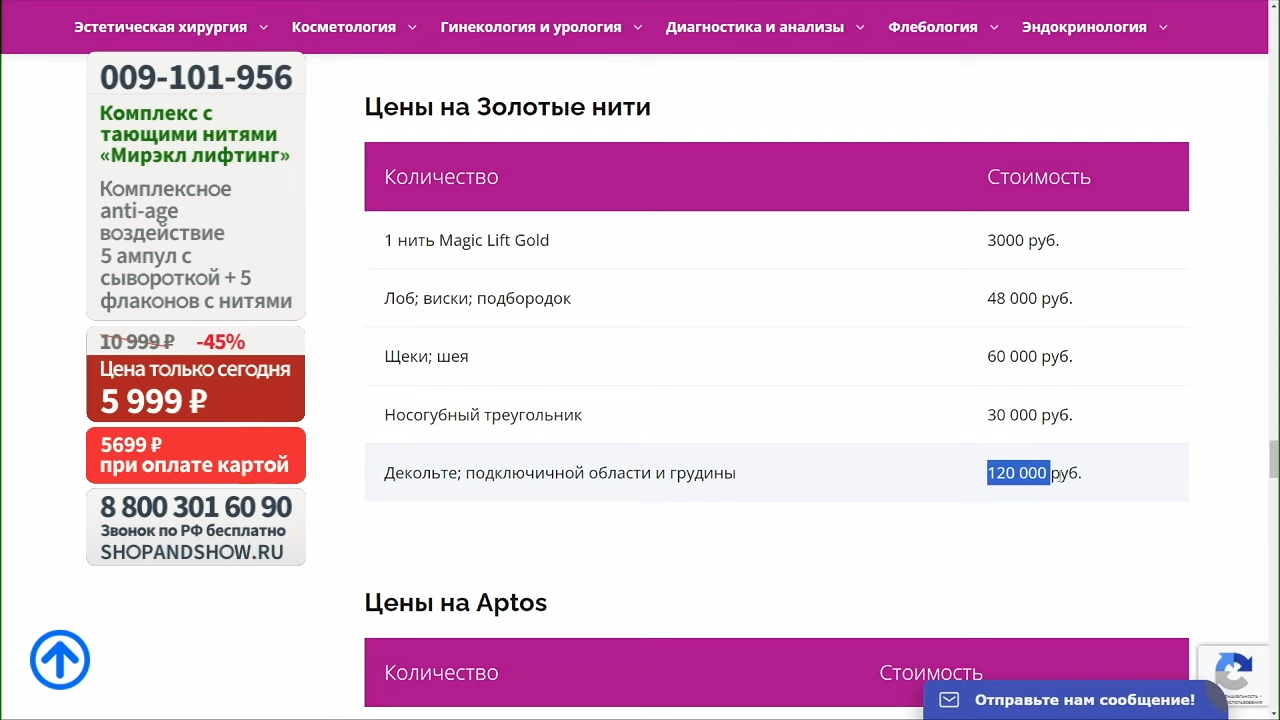 Эстетическая хирургия
Косметология
Гинекология и урология
Диагностика и анализы
Флебология
Эндокринология
009-101-956
Комплекс с
тающими нитями
«Мирэкл лифтинг»
Комплексное
anti-age
воздействие
5 ампул с
сывороткой + 5
флаконов с нитями
10 999 ₽ -45%
Цена только сегодня
5 999 ₽
5699 ₽
при оплате картой
8 800 301 60 90
Звонок по РФ бесплатно
SHOPANDSHOW.RU
Цены на Золотые нити
Количество Стоимость
1 нить Magic Lift Gold 3000 руб.
Лоб; виски; подбородок 48 000 руб.
Щеки; шея 60 000 руб.
Носогубный треугольник 30 000 руб.
Декольте; подключичной области и грудины 120 000 руб.
Цены на Aptos
Количество Стоимость
Отправьте нам сообщение!